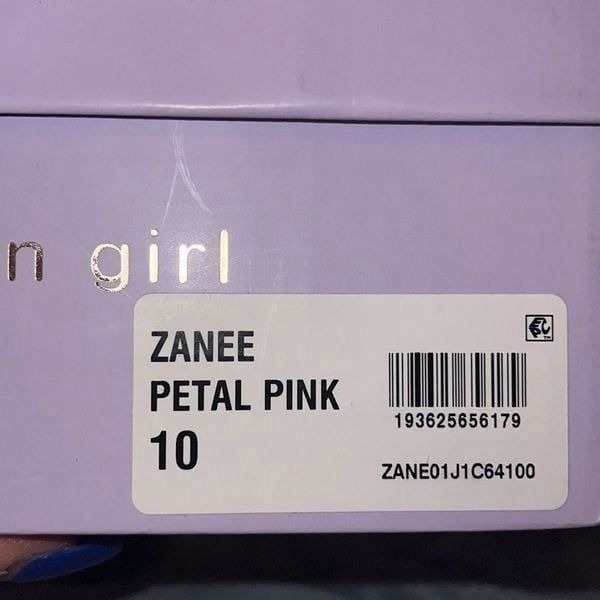 n girl
ZANEE
PETAL PINK
10
193625656179
ZANE01J1C64100